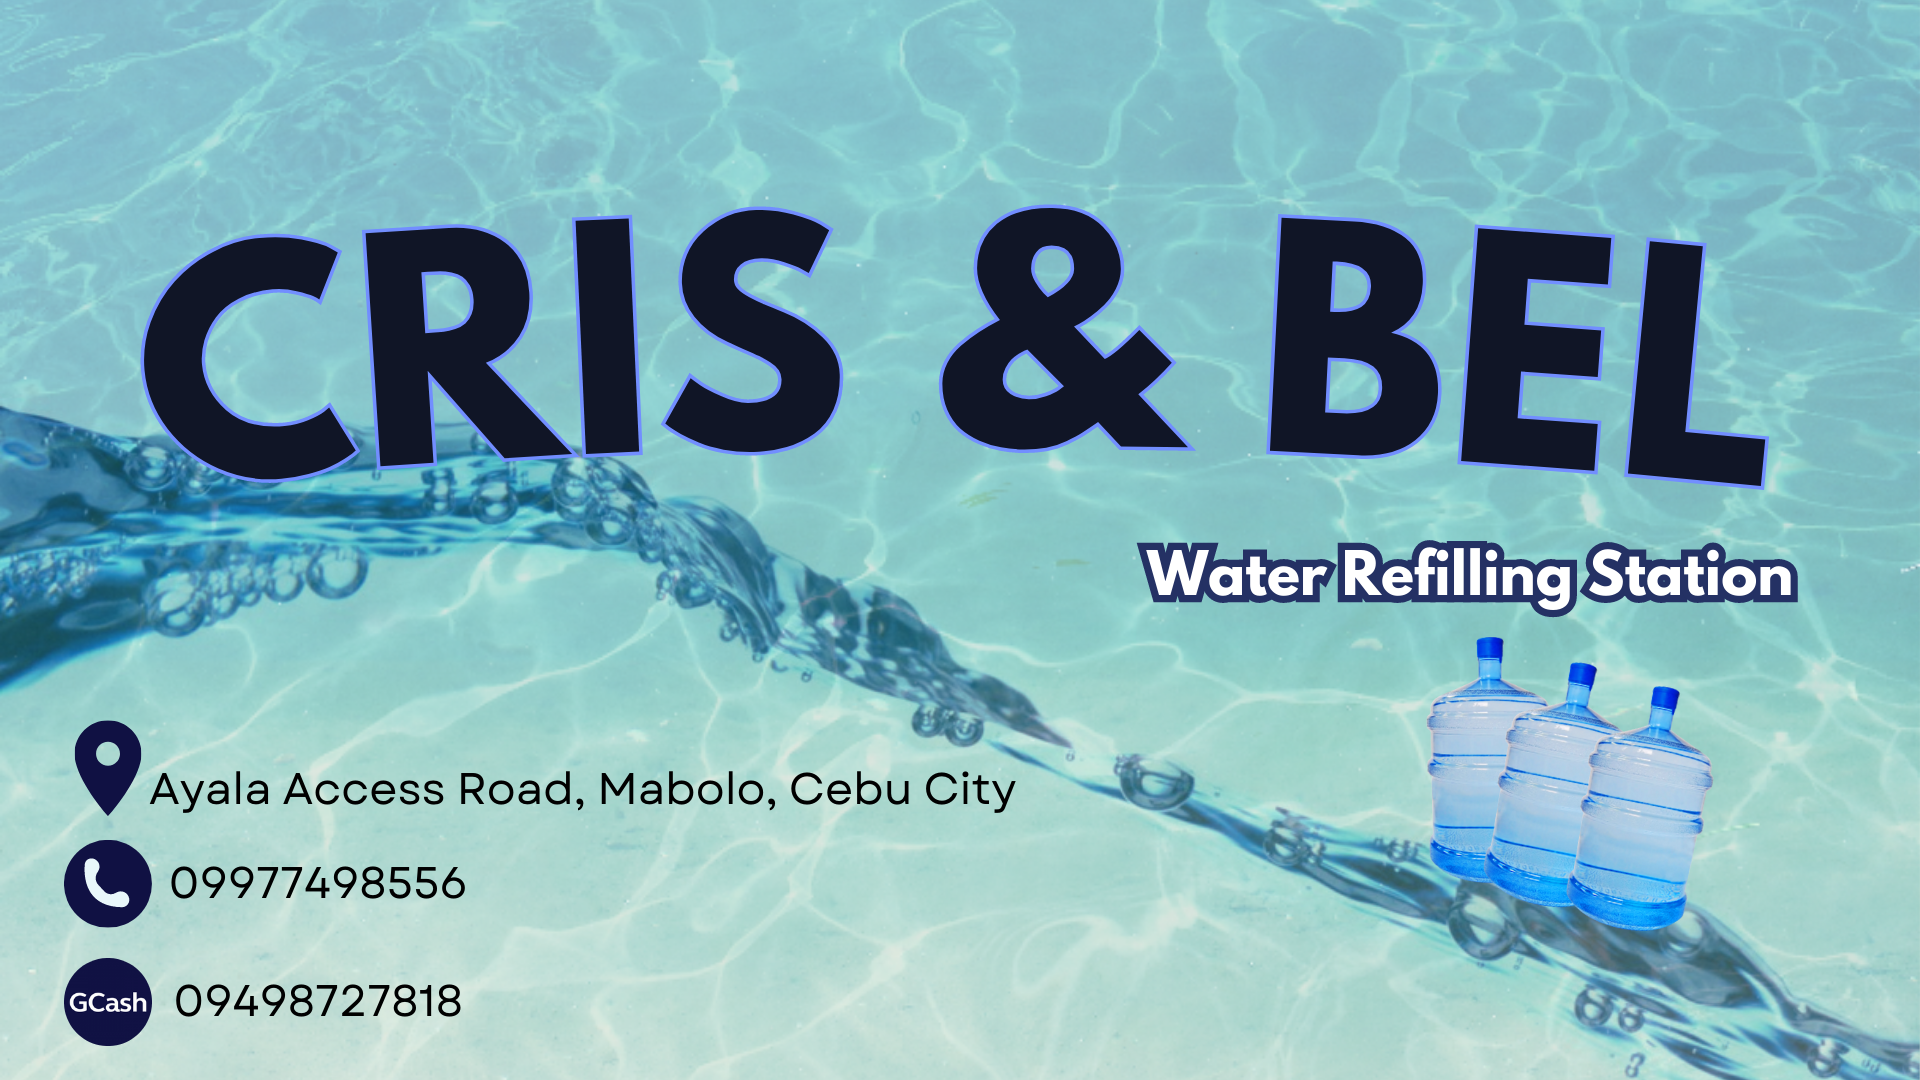 CRIS & BEL
Water Refilling Station
Ayala Access Road, Mabolo, Cebu City
09977498556
GCash 09498727818